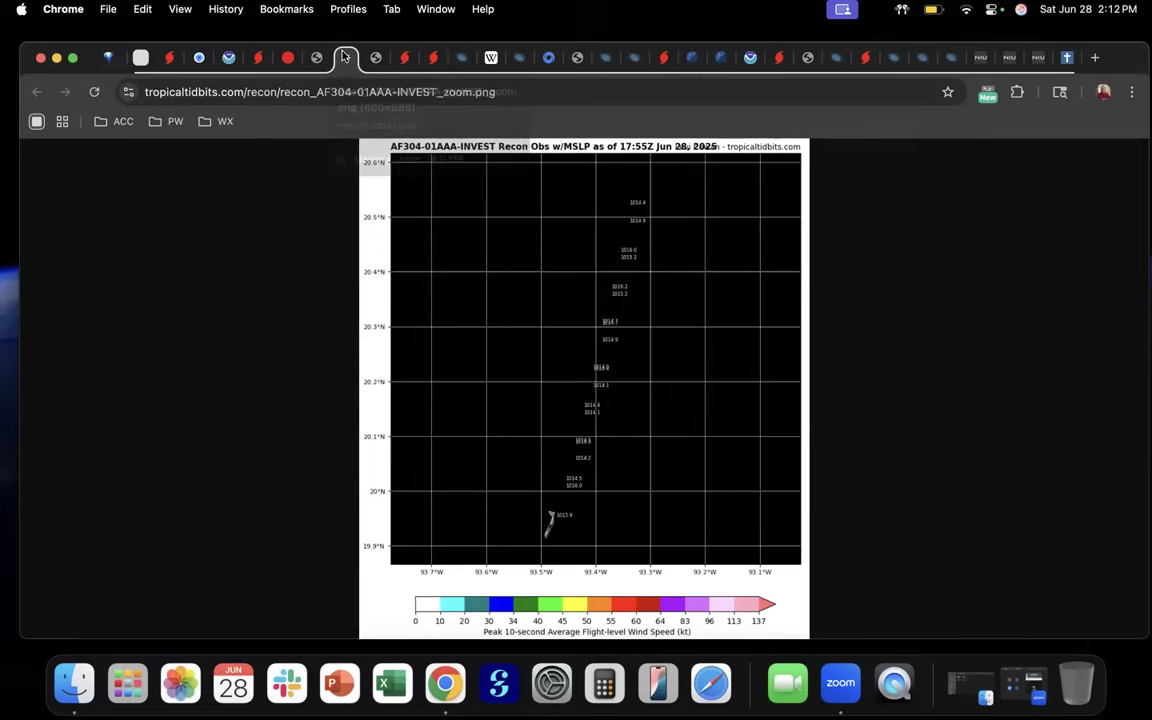 Chrome File Edit View History Bookmarks Profiles Tab Window Help Sat Jun 28 2:12 PM
W NIU NIU NIU
tropicaltidbits.com/recon/recon_AF304-01AAA-INVEST_zoom.png New
ACC PW WX
AF304-01AAA-INVEST Recon Obs w/MSLP as of 17:55Z Jun 28, 2025 - tropicaltidbits.com
20.6°N
1014.4
20.5°N
1014.9
1016.0
1015.2
20.4°N
1016.2
1015.2
20.3°N
1014.9
20.2°N
1014.1
1014.4
1014.1
20.1°N
1014.2
1014.5
1016.0
20°N
1015.9
19.9°N
93.7°W 93.6°W 93.5°W 93.4°W 93.3°W 93.2°W 93.1°W
0 10 20 30 34 40 45 50 55 60 64 83 96 113 137
Peak 10-second Average Flight-level Wind Speed (kt)
JUN
28
zoom